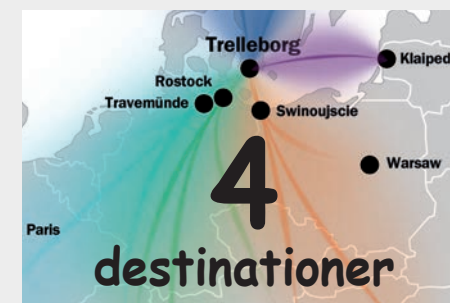 Trelleborg
Klaiped
Rostock
Travemünde
Swinoujscie
4
Warsaw
Paris
destinationer